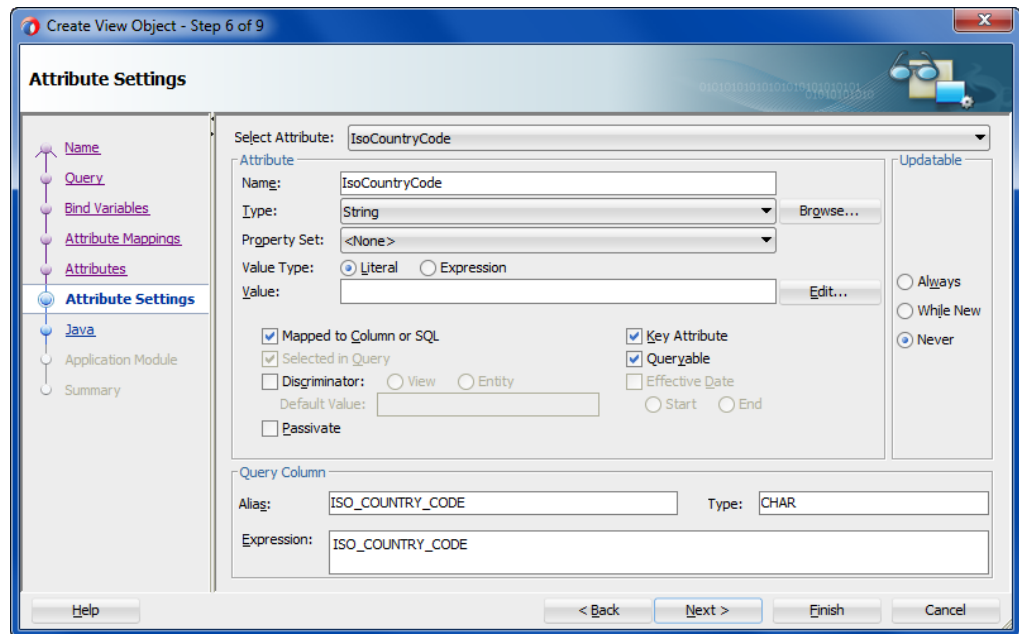 Create View Object - Step 6 of 9
Attribute Settings
Name
Query
Bind Variables
Attribute Mappings
Attributes
Attribute Settings
Java
Application Module
Summary
Select Attribute: IsoCountryCode
Attribute
Name: IsoCountryCode
Type: String Browse...
Property Set: <None>
Value Type: Literal Expression
Value: Edit...
Mapped to Column or SQL Key Attribute
Selected in Query Queryable
Discriminator: View Entity Effective Date
Default Value: Start End
Passivate
Updatable
Always
While New
Never
Query Column
Alias: ISO_COUNTRY_CODE Type: CHAR
Expression: ISO_COUNTRY_CODE
Help < Back Next > Finish Cancel